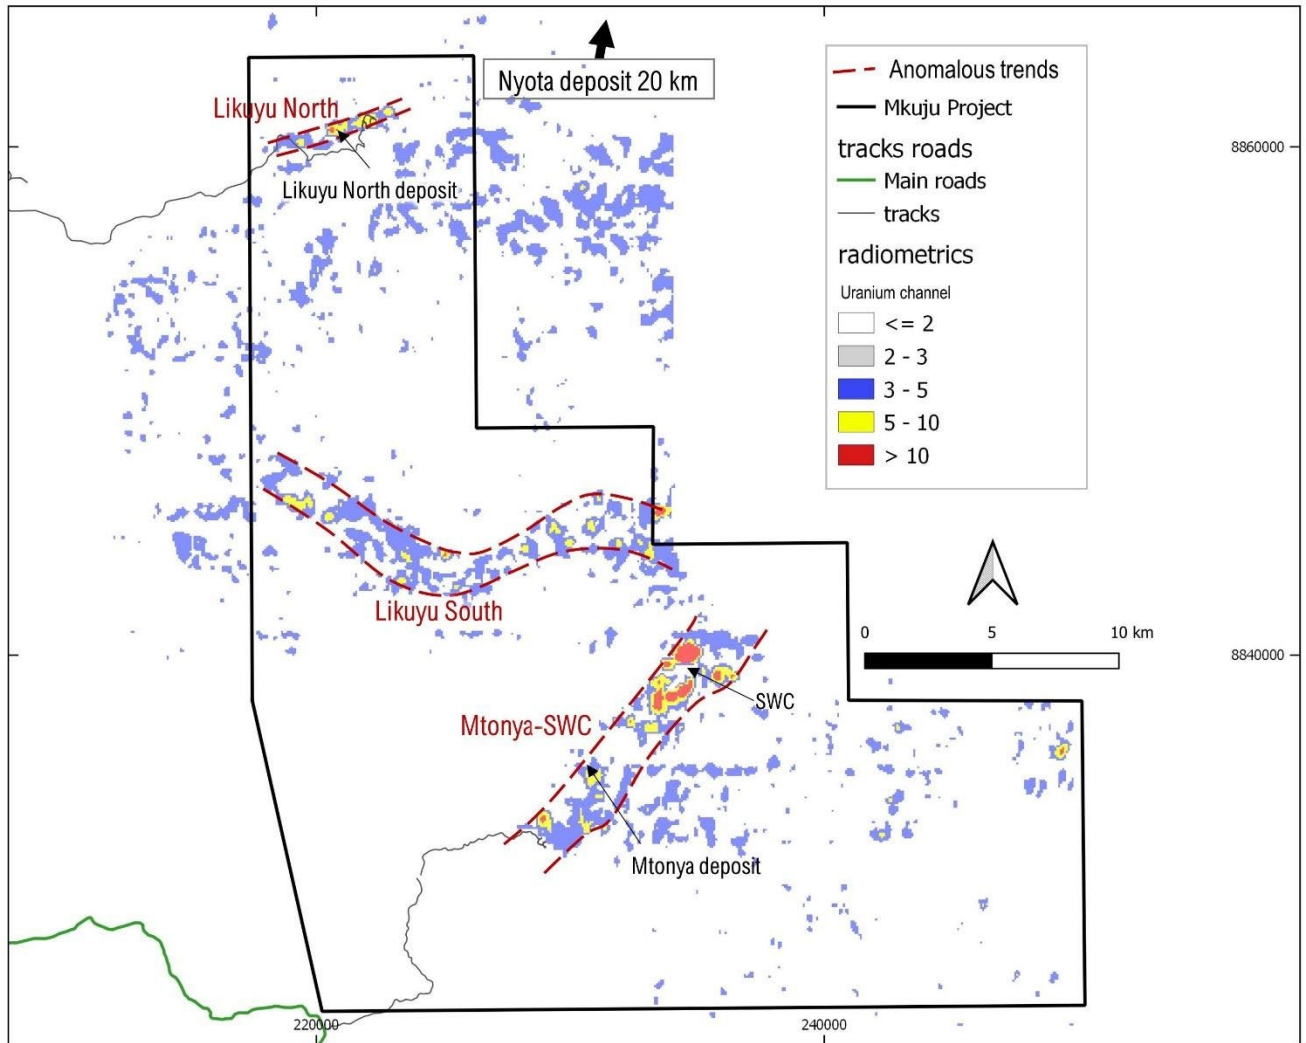 Nyota deposit 20 km
Likuyu North
Likuyu North deposit
Anomalous trends
Mkuju Project
tracks roads
Main roads
tracks
radiometrics
Uranium channel
<= 2
2 - 3
3 - 5
5 - 10
> 10
8860000
Likuyu South
0 5 10 km
8840000
SWC
Mtonya-SWC
Mtonya deposit
220000
240000